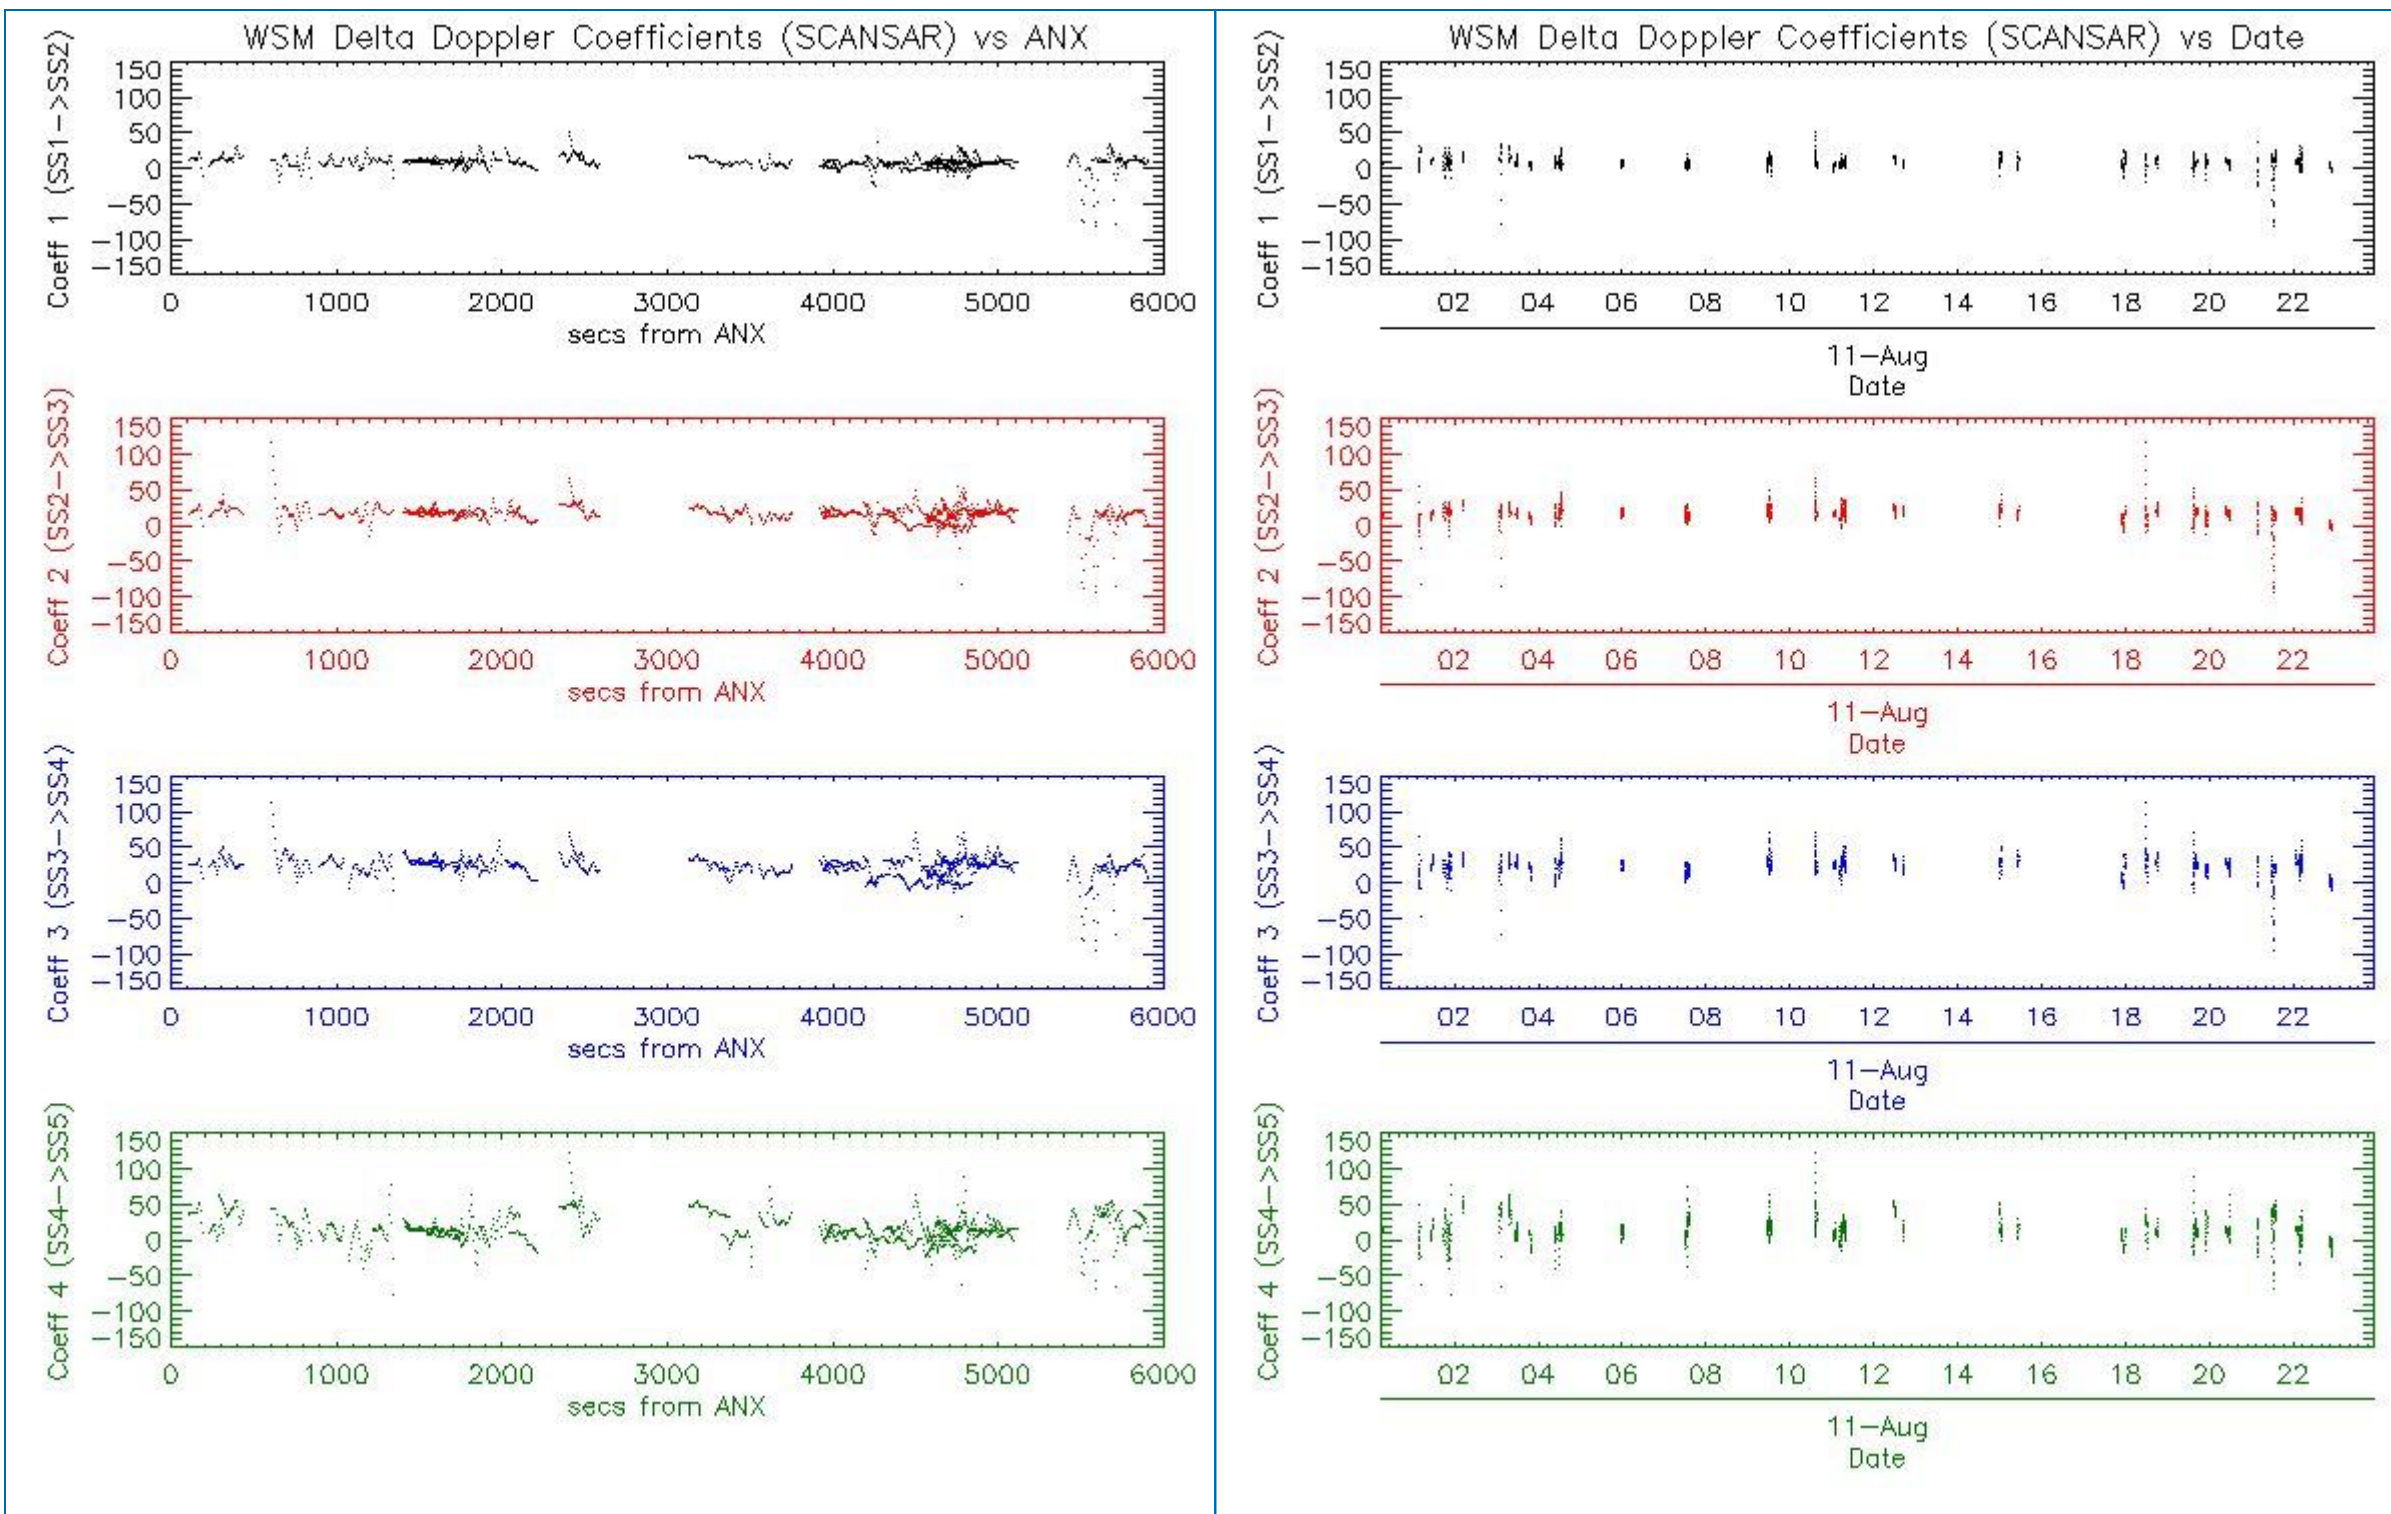 WSM Delta Doppler Coefficients (SCANSAR) vs ANX
Coeff 1 (SS1->SS2)
150
100
50
0
-50
-100
-150
0 1000 2000 3000 4000 5000 6000
secs from ANX
Coeff 2 (SS2->SS3)
150
100
50
0
-50
-100
-150
0 1000 2000 3000 4000 5000 6000
secs from ANX
Coeff 3 (SS3->SS4)
150
100
50
0
-50
-100
-150
0 1000 2000 3000 4000 5000 6000
secs from ANX
Coeff 4 (SS4->SS5)
150
100
50
0
-50
-100
-150
0 1000 2000 3000 4000 5000 6000
secs from ANX
WSM Delta Doppler Coefficients (SCANSAR) vs Date
Coeff 1 (SS1->SS2)
150
100
50
0
-50
-100
-150
02 04 06 08 10 12 14 16 18 20 22
11-Aug
Date
Coeff 2 (SS2->SS3)
150
100
50
0
-50
-100
-150
02 04 06 08 10 12 14 16 18 20 22
11-Aug
Date
Coeff 3 (SS3->SS4)
150
100
50
0
-50
-100
-150
02 04 06 08 10 12 14 16 18 20 22
11-Aug
Date
Coeff 4 (SS4->SS5)
150
100
50
0
-50
-100
-150
02 04 06 08 10 12 14 16 18 20 22
11-Aug
Date